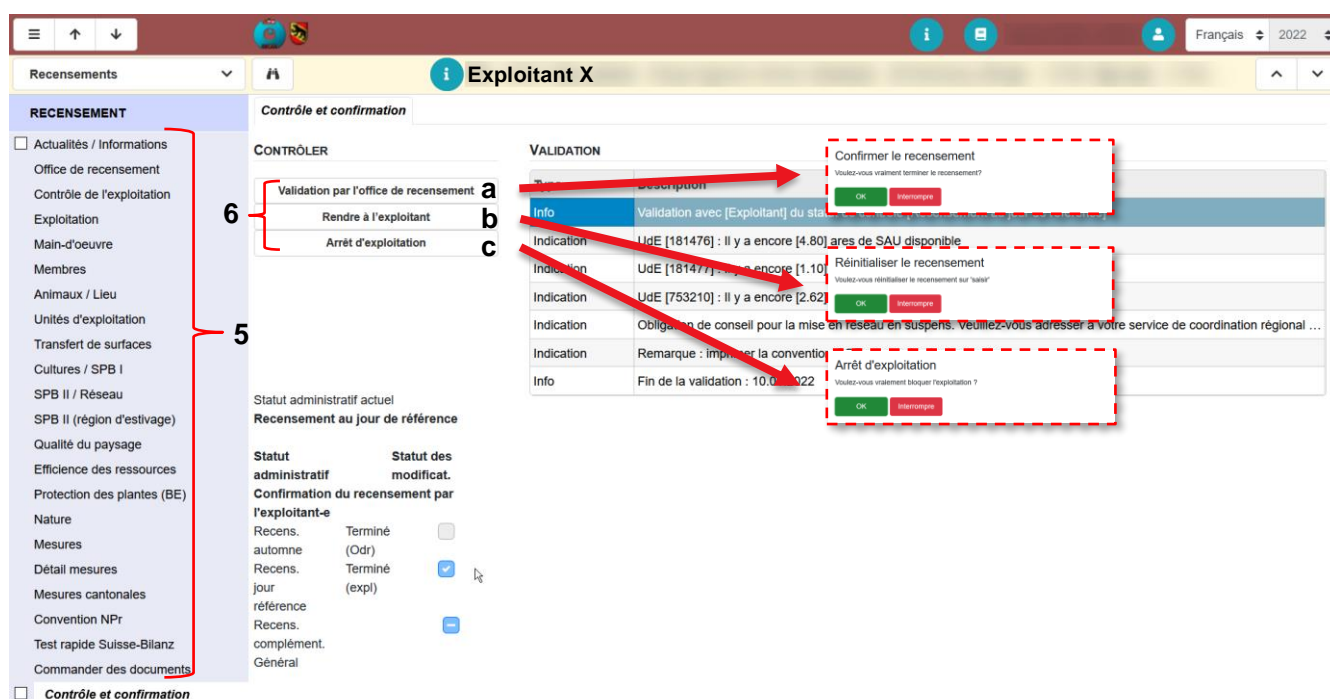 Français 2022
Recensements
Exploitant X
RECENSEMENT
Actualités / Informations
Office de recensement
Contrôle de l'exploitation
Exploitation
Main-d'oeuvre
Membres
Animaux / Lieu
Unités d'exploitation
Transfert de surfaces
Cultures / SPB I
SPB II / Réseau
SPB II (région d'estivage)
Qualité du paysage
Efficience des ressources
Protection des plantes (BE)
Nature
Mesures
Détail mesures
Mesures cantonales
Convention NPr
Test rapide Suisse-Bilanz
Commander des documents
Contrôle et confirmation
5
Contrôle et confirmation
CONTRÔLER
6
Validation par l'office de recensement a
Rendre à l'exploitant b
Arrêt d'exploitation c
Statut administratif actuel
Recensement au jour de référence
Statut administratif
Statut des modificat.
Confirmation du recensement par
l'exploitant-e
Recens. automne
Terminé (Odr)
Recens. jour référence
Terminé (expl)
Recens. complément.
Général
VALIDATION
Description
Info Validation avec [Exploitant] du
Indication UdE [181476] : Il y a encore [4.80] ares de SAU disponible
Indication UdE [181477] : Il y a encore [1.10]
Indication UdE [753210] : Il y a encore [2.62]
Indication Obligation de conseil pour la mise en réseau en suspens. Veuillez-vous adresser à votre service de coordination régional ...
Indication Remarque : imprimer la convention
Info Fin de la validation : 2022
Confirmer le recensement
Voulez-vous vraiment terminer le recensement?
OK Interrompre
Réinitialiser le recensement
Voulez-vous réinitialiser le recensement sur 'saisir'
OK Interrompre
Arrêt d'exploitation
Voulez-vous vraiement bloquer l'exploitation ?
OK Interrompre